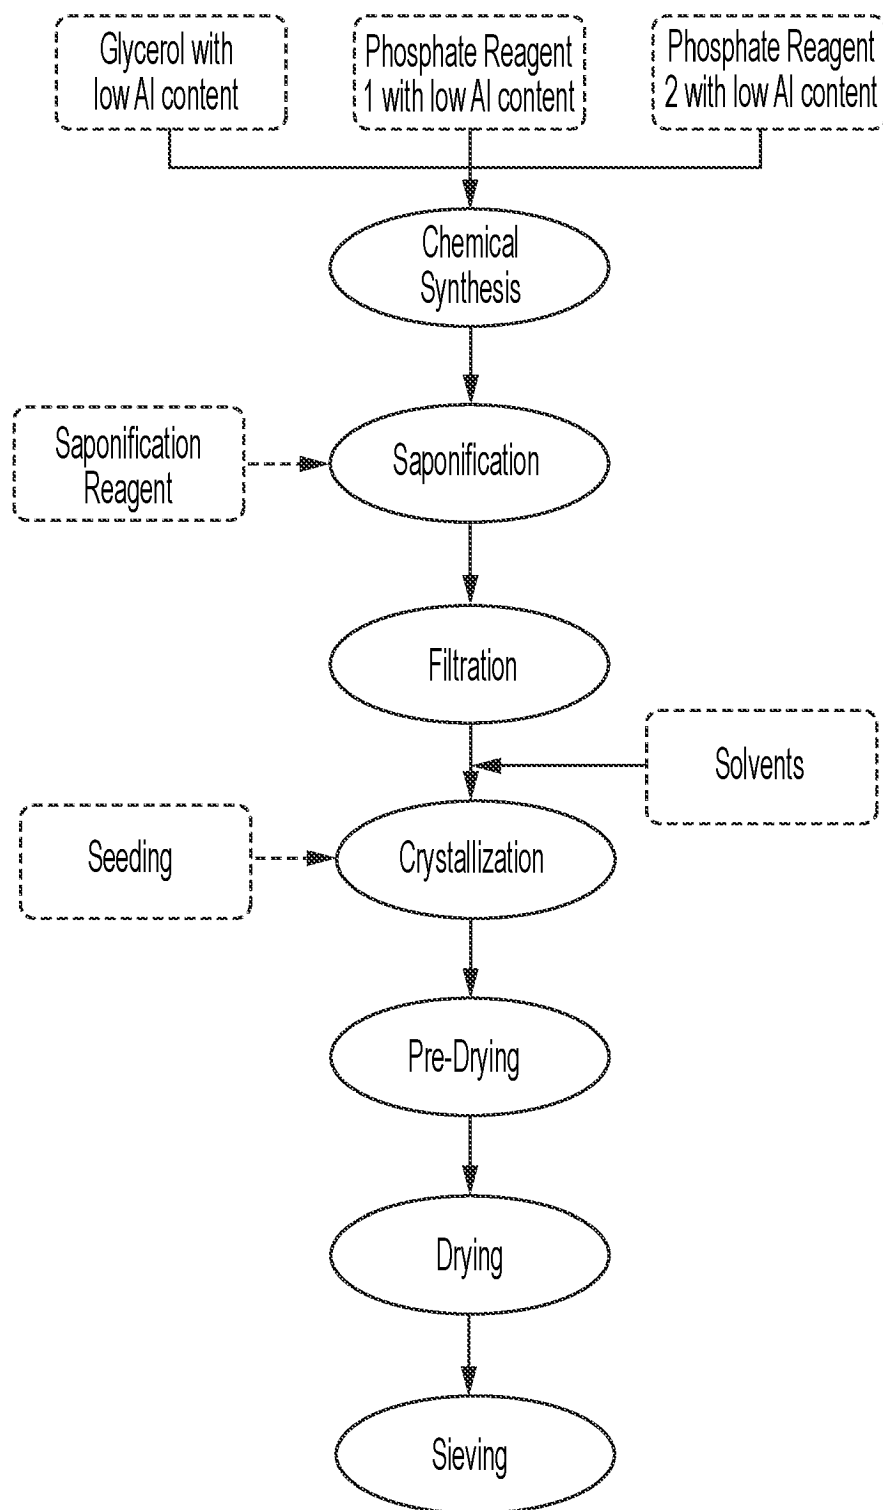 Glycerol with
low Al content
Phosphate Reagent
1 with low Al content
Phosphate Reagent
2 with low Al content
Chemical
Synthesis
Saponification
Reagent
Saponification
Filtration
Solvents
Seeding
Crystallization
Pre-Drying
Drying
Sieving